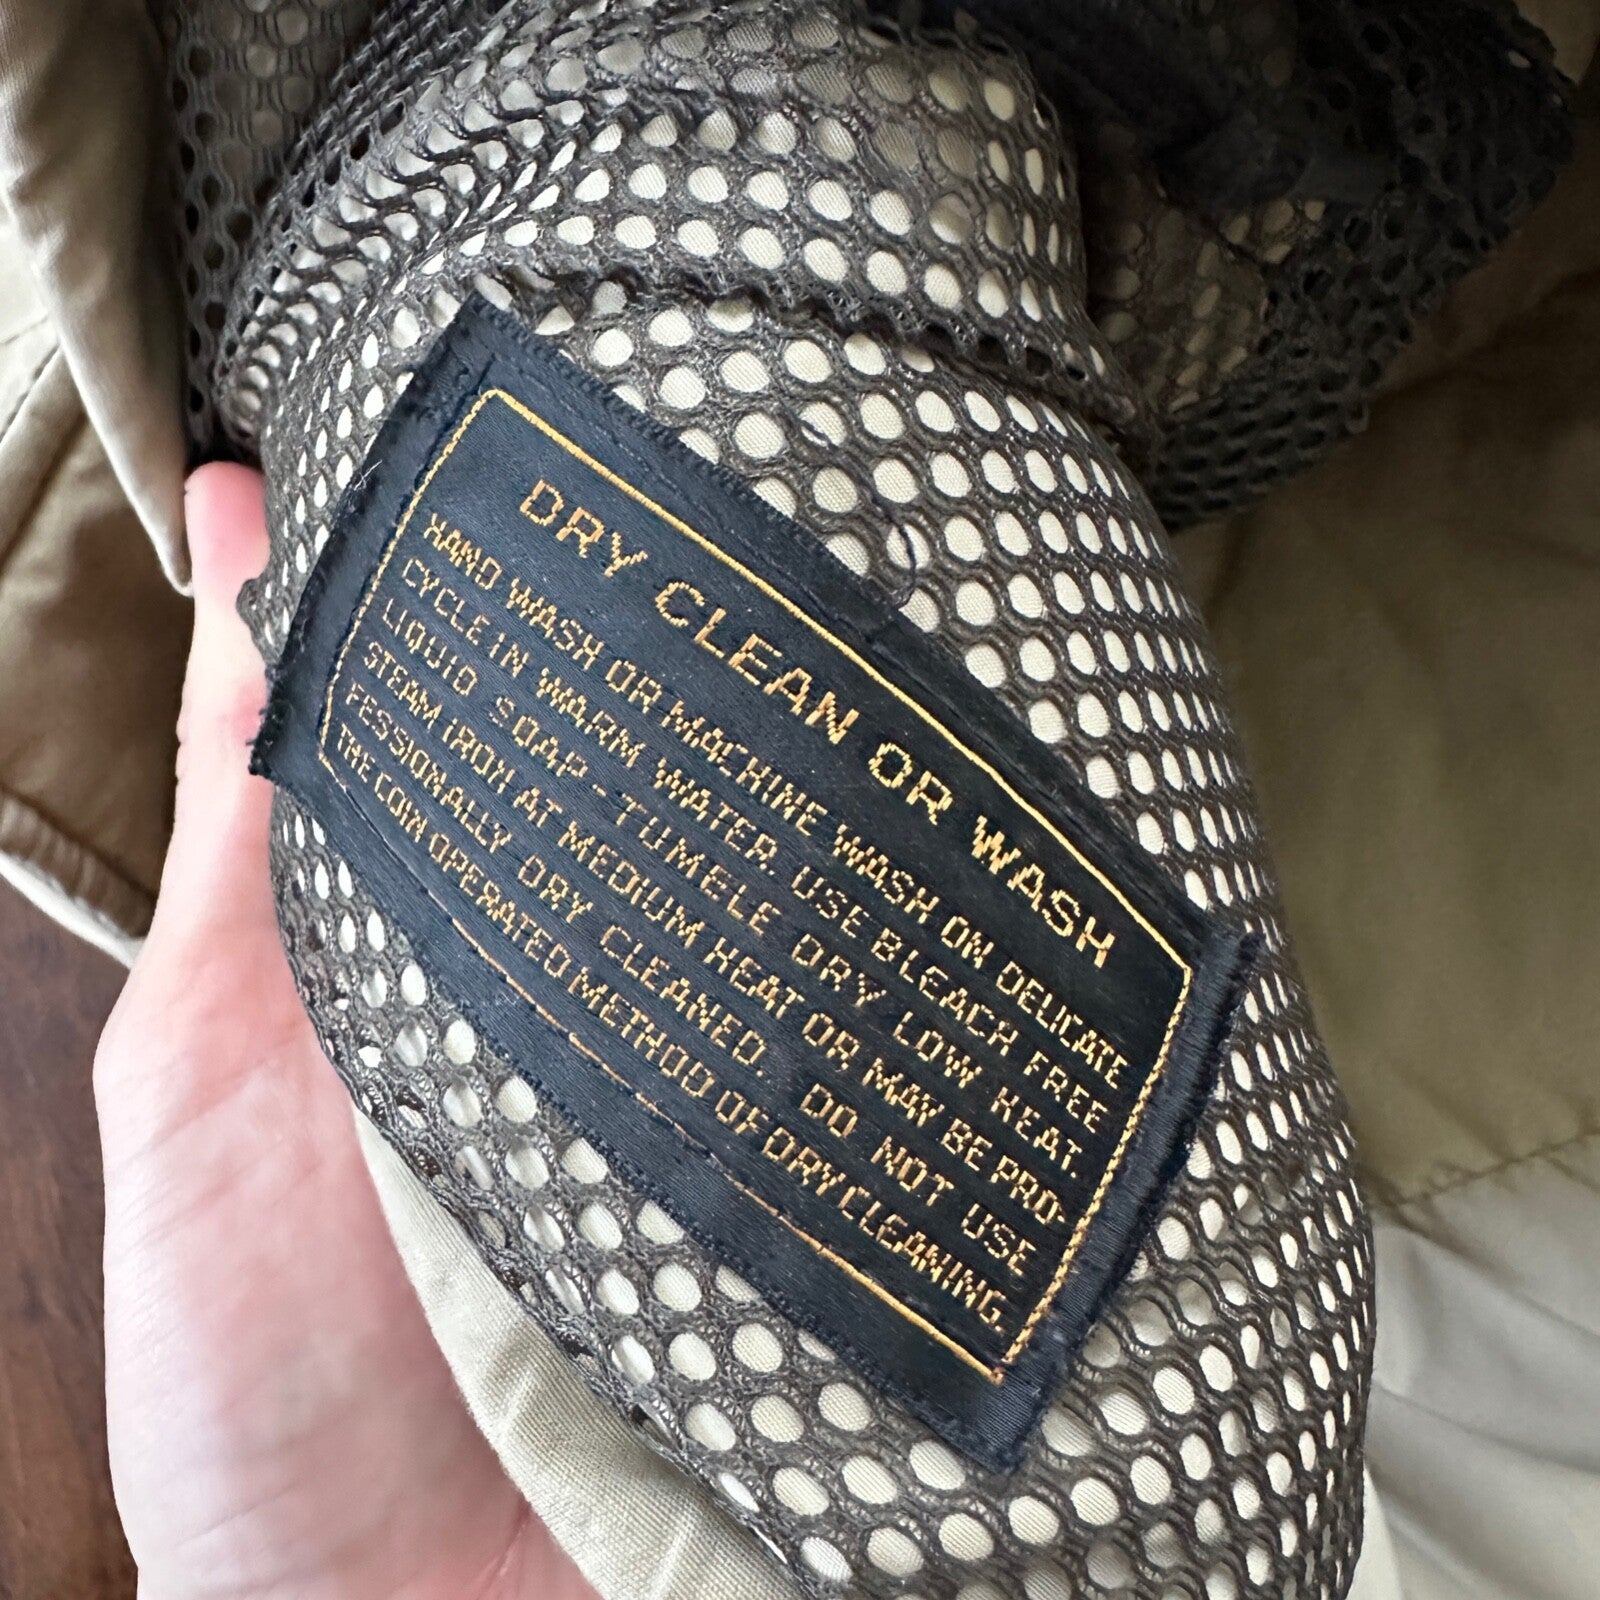 DRY CLEAN OR WASH
HAND WASH OR MACHINE WASH ON DELICATE
CYCLE IN WARM WATER. USE BLEACH FREE
LIQUID SOAP - TUMBLE DRY LOW HEAT.
STEAM IRON AT MEDIUM HEAT OR MAY BE PRO-
FESSIONALLY DRY CLEANED. DO NOT USE
THE COIN OPERATED METHOD OF DRY CLEANING.